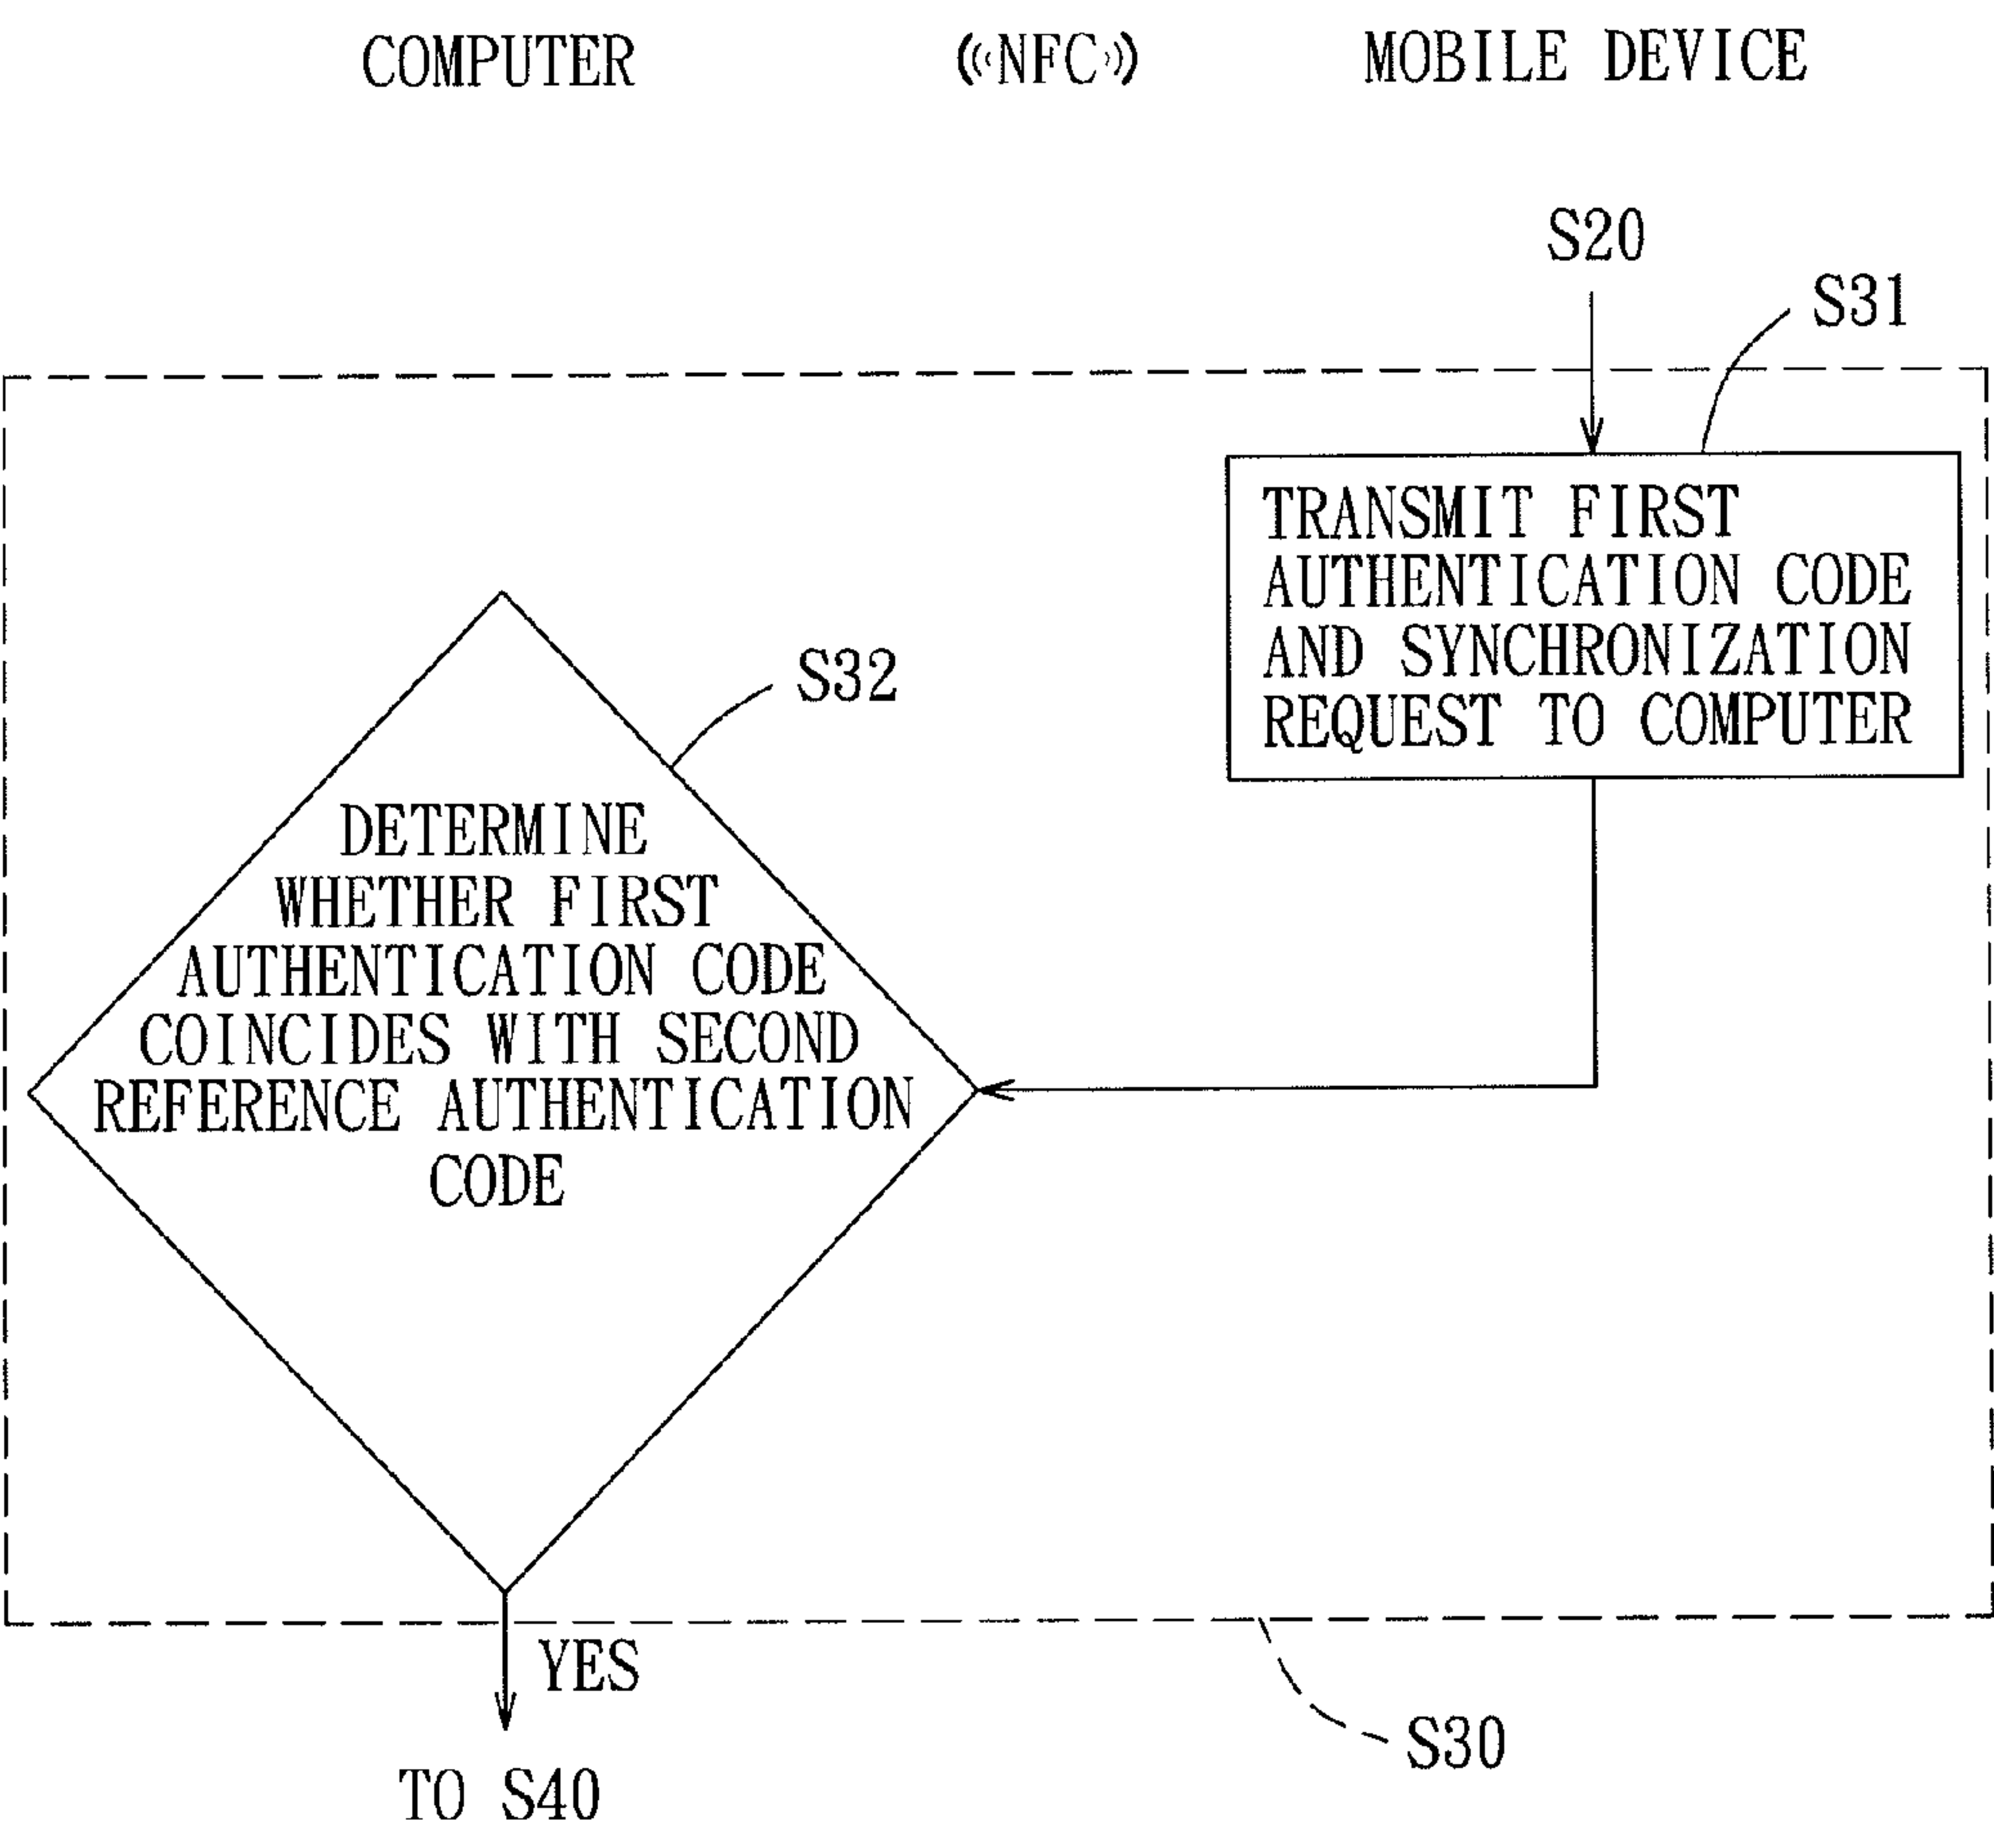 COMPUTER ((‹NFC›)) MOBILE DEVICE
S20
S31
TRANSMIT FIRST
AUTHENTICATION CODE
AND SYNCHRONIZATION
REQUEST TO COMPUTER
S32
DETERMINE
WHETHER FIRST
AUTHENTICATION CODE
COINCIDES WITH SECOND
REFERENCE AUTHENTICATION
CODE
YES
TO S40
S30